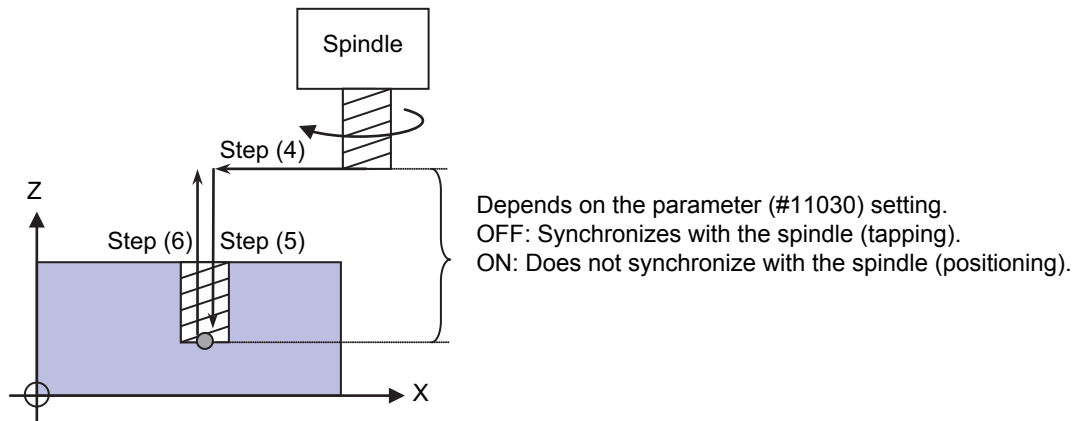 Spindle
Step (4)
Z
Step (6)
Step (5)
Depends on the parameter (#11030) setting.
OFF: Synchronizes with the spindle (tapping).
ON: Does not synchronize with the spindle (positioning).
X